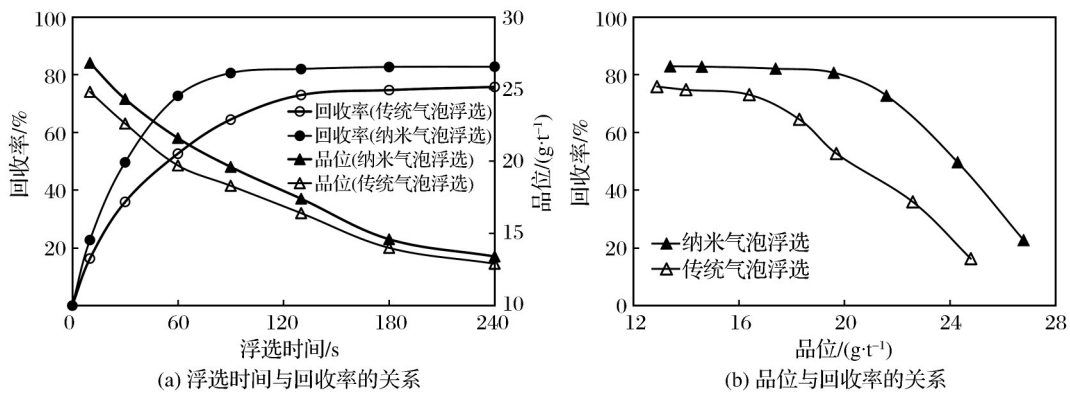 100
80
60
40
20
0
回收率/%
30
25
20
15
10
品位/(g·t⁻¹)
回收率(传统气泡浮选)
回收率(纳米气泡浮选)
品位(纳米气泡浮选)
品位(传统气泡浮选)
60 120 180 240
浮选时间/s
(a) 浮选时间与回收率的关系
100
80
60
40
20
0
回收率/%
纳米气泡浮选
传统气泡浮选
12 16 20 24 28
品位/(g·t⁻¹)
(b) 品位与回收率的关系